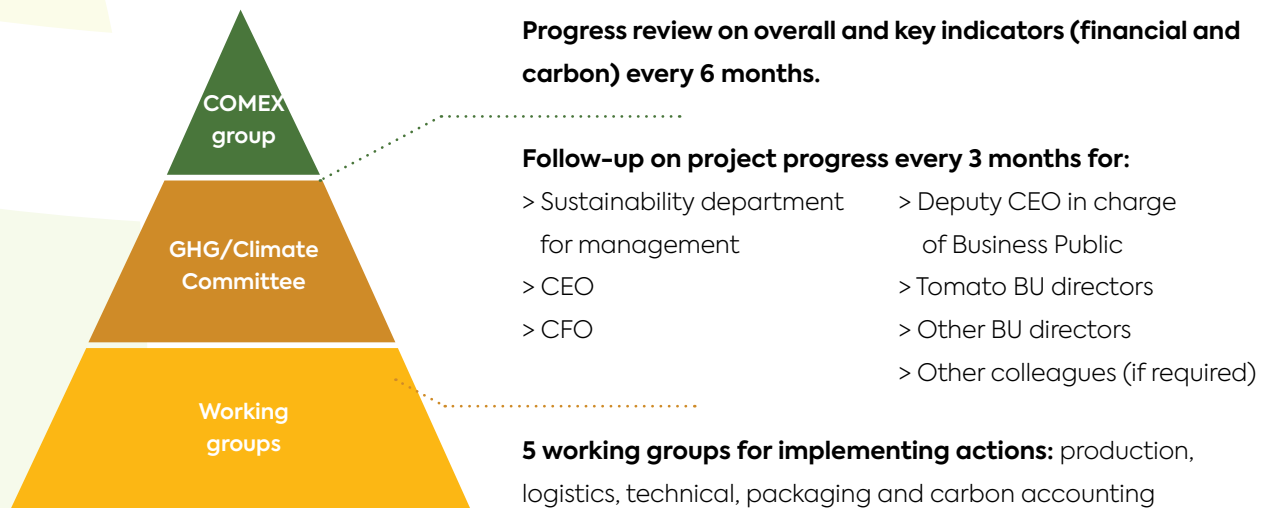 COMEX
group
GHG/Climate
Committee
Working
groups
Progress review on overall and key indicators (financial and
carbon) every 6 months.
Follow-up on project progress every 3 months for:
> Sustainability department
for management
> CEO
> CFO
> Deputy CEO in charge
of Business Public
> Tomato BU directors
> Other BU directors
> Other colleagues (if required)
5 working groups for implementing actions: production,
logistics, technical, packaging and carbon accounting